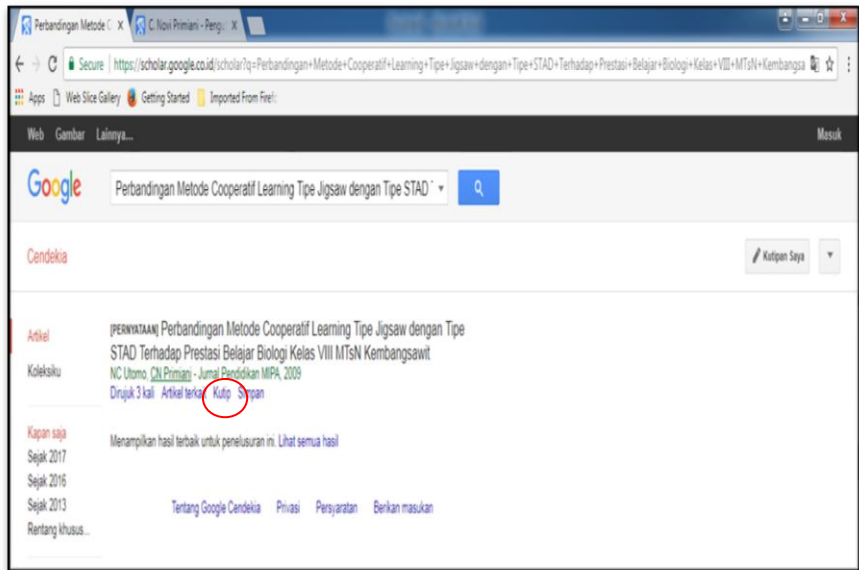 Perbandingan Metode C
C. Novi Primiani - Pengu
Secure | https://scholar.google.co.id/scholar?q=Perbandingan+Metode+Cooperatif+Learning+Tipe+Jigsaw+dengan+Tipe+STAD+Terhadap+Prestasi+Belajar+Biologi+Kelas+VIII+MTsN+Kembangsa
Apps Web Slice Gallery Getting Started Imported From Firef
Web Gambar Lainnya... Masuk
Google Perbandingan Metode Cooperatif Learning Tipe Jigsaw dengan Tipe STAD
Cendekia Kutipan Saya
Artikel
Koleksiku
Kapan saja
Sejak 2017
Sejak 2016
Sejak 2013
Rentang khusus...
[PERNYATAAN] Perbandingan Metode Cooperatif Learning Tipe Jigsaw dengan Tipe
STAD Terhadap Prestasi Belajar Biologi Kelas VIII MTsN Kembangsawit
NC Utomo, CN Primiani - Jurnal Pendidikan MIPA, 2009
Dirujuk 3 kali Artikel terkait Kutip Simpan
Menampilkan hasil terbaik untuk penelusuran ini. Lihat semua hasil
Tentang Google Cendekia Privasi Persyaratan Berikan masukan